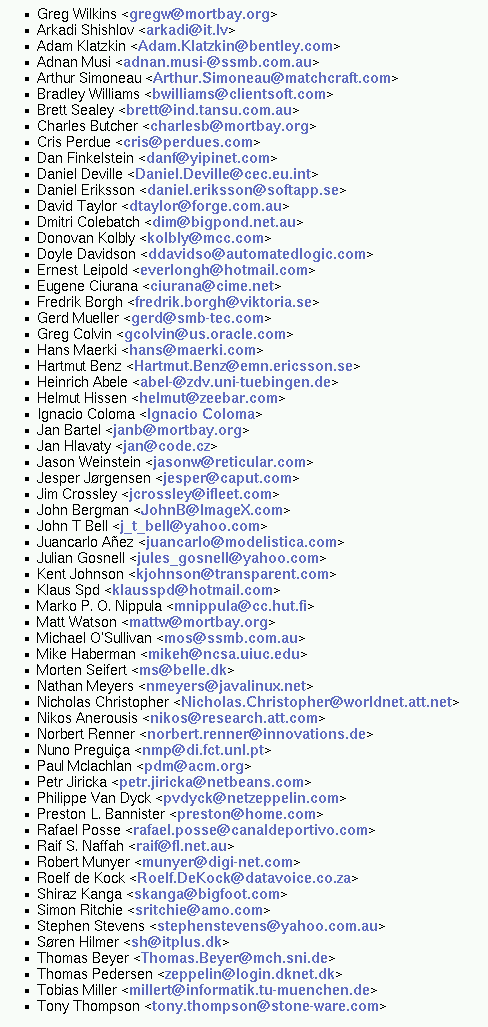 Greg Wilkins <gregw@mortbay.org>
Arkadi Shishlov <arkadi@it.lv>
Adam Klatzkin <Adam.Klatzkin@bentley.com>
Adnan Musi <adnan.musi-@ssmb.com.au>
Arthur Simoneau <Arthur.Simoneau@matchcraft.com>
Bradley Williams <bwilliams@clientsoft.com>
Brett Sealey <brett@ind.tansu.com.au>
Charles Butcher <charlesb@mortbay.org>
Cris Perdue <cris@perdues.com>
Dan Finkelstein <danf@yipinet.com>
Daniel Deville <Daniel.Deville@cec.eu.int>
Daniel Eriksson <daniel.eriksson@softapp.se>
David Taylor <dtaylor@forge.com.au>
Dmitri Colebatch <dim@bigpond.net.au>
Donovan Kolbly <kolbly@mcc.com>
Doyle Davidson <ddavidso@automatedlogic.com>
Ernest Leipold <everlongh@hotmail.com>
Eugene Ciurana <ciurana@cime.net>
Fredrik Borgh <fredrik.borgh@viktoria.se>
Gerd Mueller <gerd@smb-tec.com>
Greg Colvin <gcolvin@us.oracle.com>
Hans Maerki <hans@maerki.com>
Hartmut Benz <Hartmut.Benz@emn.ericsson.se>
Heinrich Abele <abel-@zdv.uni-tuebingen.de>
Helmut Hissen <helmut@zeebar.com>
Ignacio Coloma <Ignacio Coloma>
Jan Bartel <janb@mortbay.org>
Jan Hlavaty <jan@code.cz>
Jason Weinstein <jasonw@reticular.com>
Jesper Jørgensen <jesper@caput.com>
Jim Crossley <jcrossley@ifleet.com>
John Bergman <JohnB@ImageX.com>
John T Bell <j_t_bell@yahoo.com>
Juancarlo Añez <juancarlo@modelistica.com>
Julian Gosnell <jules_gosnell@yahoo.com>
Kent Johnson <kjohnson@transparent.com>
Klaus Spd <klausspd@hotmail.com>
Marko P. O. Nippula <mnippula@cc.hut.fi>
Matt Watson <mattw@mortbay.org>
Michael O'Sullivan <mos@ssmb.com.au>
Mike Haberman <mikeh@ncsa.uiuc.edu>
Morten Seifert <ms@belle.dk>
Nathan Meyers <nmeyers@javalinux.net>
Nicholas Christopher <Nicholas.Christopher@worldnet.att.net>
Nikos Anerousis <nikos@research.att.com>
Norbert Renner <norbert.renner@innovations.de>
Nuno Preguiça <nmp@di.fct.unl.pt>
Paul Mclachlan <pdm@acm.org>
Petr Jiricka <petr.jiricka@netbeans.com>
Philippe Van Dyck <pvdyck@netzeppelin.com>
Preston L. Bannister <preston@home.com>
Rafael Posse <rafael.posse@canaldeportivo.com>
Raif S. Naffah <raif@fl.net.au>
Robert Munyer <munyer@digi-net.com>
Roelf de Kock <Roelf.DeKock@datavoice.co.za>
Shiraz Kanga <skanga@bigfoot.com>
Simon Ritchie <sritchie@amo.com>
Stephen Stevens <stephenstevens@yahoo.com.au>
Søren Hilmer <sh@itplus.dk>
Thomas Beyer <Thomas.Beyer@mch.sni.de>
Thomas Pedersen <zeppelin@login.dknet.dk>
Tobias Miller <millert@informatik.tu-muenchen.de>
Tony Thompson <tony.thompson@stone-ware.com>